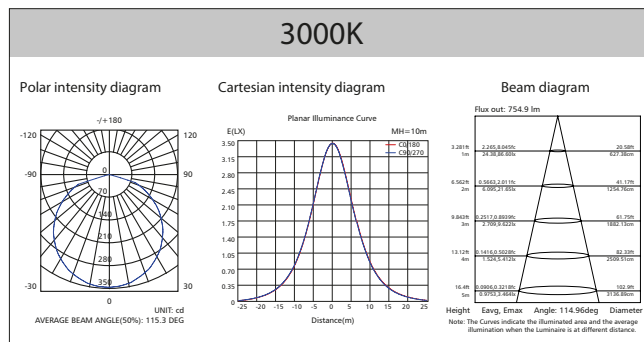 3000K
Polar intensity diagram
Cartesian intensity diagram
Beam diagram
-/+180
-120
120
-90
90
-30
30
0
0
70
140
210
280
350
UNIT: cd
AVERAGE BEAM ANGLE(50%): 115.3 DEG
Planar Illuminance Curve
E(LX)
MH=10m
C0/180
C90/270
3.50
3.15
2.80
2.45
2.10
1.75
1.40
1.05
0.70
0.35
-25 -20 -15 -10 -5 0 5 10 15 20 25
Distance(m)
Flux out: 754.9 lm
3.281ft 2.265,8.045fc 20.58ft
1m 24.38,86.60lx 627.38cm
6.562ft 0.5663,2.011fc 41.17ft
2m 6.095,21.65lx 1254.76cm
9.843ft 0.2517,0.8939fc 61.75ft
3m 2.709,9.622lx 1882.13cm
13.12ft 0.1416,0.5028fc 82.33ft
4m 1.524,5.412lx 2509.51cm
16.4ft 0.0906,0.3218fc 102.9ft
5m 0.9753,3.464lx 3136.89cm
Height Eavg, Emax Angle: 114.96deg Diameter
Note: The Curves indicate the illuminated area and the average
illumination when the Luminaire is at different distance.